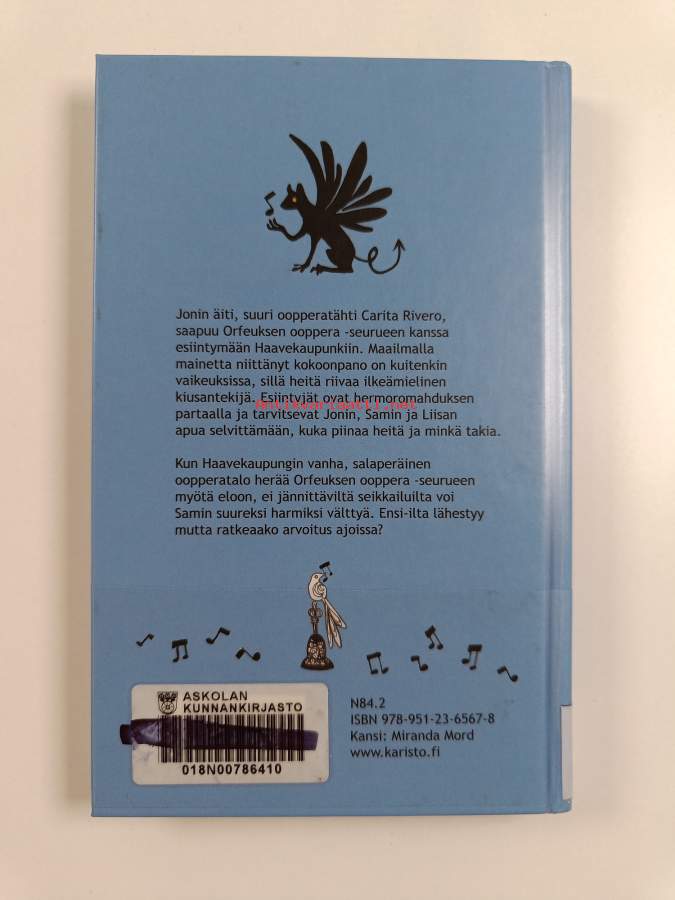 Jonin äiti, suuri oopperatähti Carita Rivero,
saapuu Orfeuksen ooppera -seurueen kanssa
esiintymään Haavekaupunkiin. Maailmalla
mainetta niittänyt kokoonpano on kuitenkin
vaikeuksissa, sillä heitä riivaa ilkeämielinen
kiusantekijä. Esiintyjät ovat hermoromahduksen
Antikvariaatti.net
partaalla ja tarvitsevat Jonin, Samin ja Liisan
apua selvittämään, kuka piinaa heitä ja minkä takia.
Kun Haavekaupungin vanha, salaperäinen
oopperatalo herää Orfeuksen ooppera -seurueen
myötä eloon, ei jännittäviltä seikkailuilta voi
Samin suureksi harmiksi välttyä. Ensi-ilta lähestyy
mutta ratkeaako arvoitus ajoissa?
ASKOLAN
KUNNANKIRJASTO
018N00786410
N84.2
ISBN 978-951-23-6567-8
Kansi: Miranda Mord
www.karisto.fi